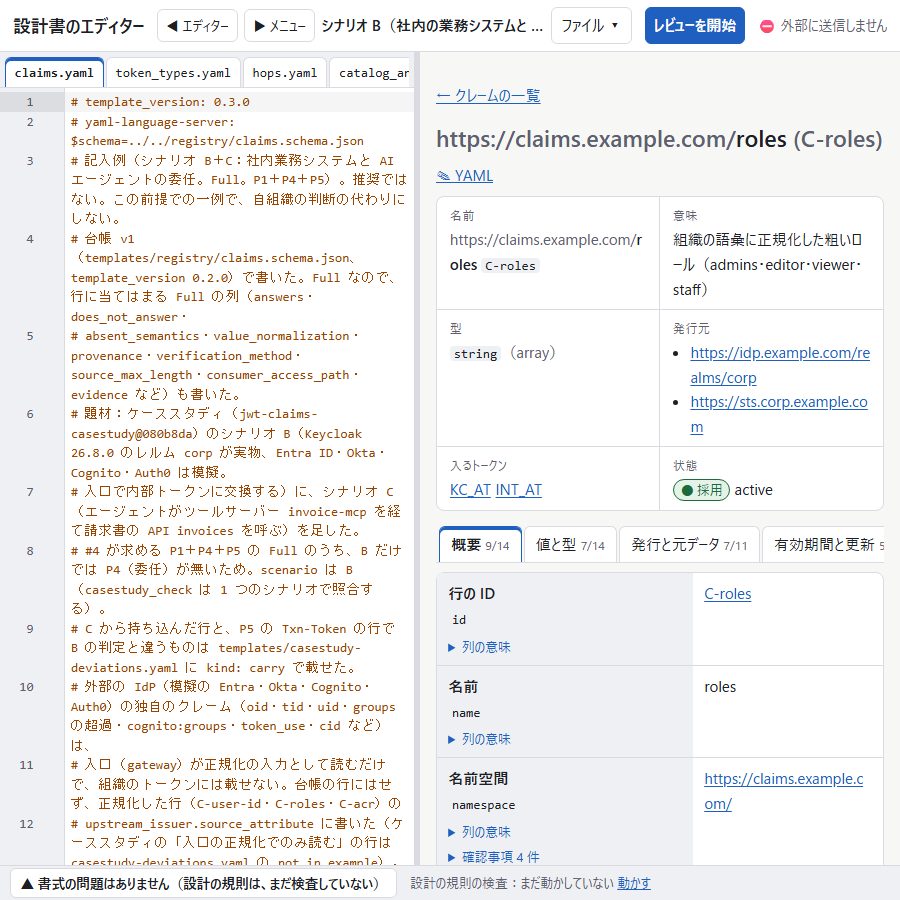 設計書のエディター
◀ エディター
▶ メニュー
シナリオ B（社内の業務システムと ...
ファイル ▼
レビューを開始
外部に送信しません
claims.yaml
token_types.yaml
hops.yaml
catalog_an
1 # template_version: 0.3.0
2 # yaml-language-server:
$schema=../../registry/claims.schema.json
3 # 記入例（シナリオ B＋C：社内業務システムと AI
エージェントの委任。Full。P1＋P4＋P5）。推奨では
ない。この前提での一例で、自組織の判断の代わりに
しない。
4 # 台帳 v1
（templates/registry/claims.schema.json、
template_version 0.2.0）で書いた。Full なので、
行に当てはまる Full の列（answers・
does_not_answer・
5 # absent_semantics・value_normalization・
provenance・verification_method・
source_max_length・consumer_access_path・
evidence など）も書いた。
6 # 題材：ケーススタディ（jwt-claims-
casestudy@080b8da）のシナリオ B（Keycloak
26.8.0 のレルム corp が実物、Entra ID・Okta・
Cognito・Auth0 は模擬。
7 # 入口で内部トークンに交換する）に、シナリオ C
（エージェントがツールサーバー invoice-mcp を経
て請求書の API invoices を呼ぶ）を足した。
8 # #4 が求める P1＋P4＋P5 の Full のうち、B だけ
では P4（委任）が無いため。scenario は B
（casestudy_check は 1 つのシナリオで照合す
る）。
9 # C から持ち込んだ行と、P5 の Txn-Token の行で
B の判定と違うものは templates/casestudy-
deviations.yaml に kind: carry で載せた。
10 # 外部の IdP（模擬の Entra・Okta・Cognito・
Auth0）の独自のクレーム（oid・tid・uid・groups
の超過・cognito:groups・token_use・cid など）
は、
11 # 入口（gateway）が正規化の入力として読むだけ
で、組織のトークンには載せない。台帳の行にはせ
ず、正規化した行（C-user-id・C-roles・C-acr）の
12 # upstream_issuer.source_attribute に書いた（ケ
ーススタディの「入口の正規化でのみ読む」の行は
casestudy-deviations.yaml の not_in_example）.
← クレームの一覧
https://claims.example.com/roles (C-roles)
✎ YAML
名前
https://claims.example.com/r
oles C-roles
意味
組織の語彙に正規化した粗いロ
ール（admins・editor・viewer・
staff）
型
string （array）
発行元
• https://idp.example.com/re
alms/corp
• https://sts.corp.example.co
m
入るトークン
KC_AT INT_AT
状態
採用 active
概要 9/14
値と型 7/14
発行と元データ 7/11
有効期間と更新 5
行の ID
id
▶ 列の意味
C-roles
名前
name
▶ 列の意味
roles
名前空間
namespace
▶ 列の意味
▶ 確認事項 4 件
https://claims.example.c
om/
▲ 書式の問題はありません（設計の規則は、まだ検査していない）
設計の規則の検査：まだ動かしていない 動かす